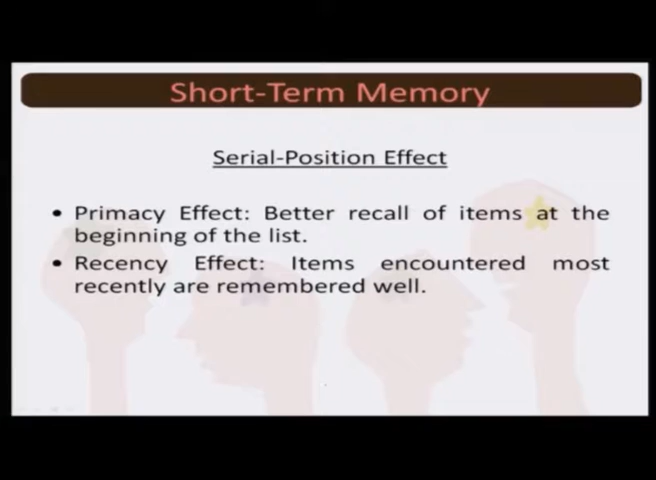 Short-Term Memory
Serial-Position Effect
• Primacy Effect: Better recall of items at the
beginning of the list.
• Recency Effect: Items encountered most
recently are remembered well.